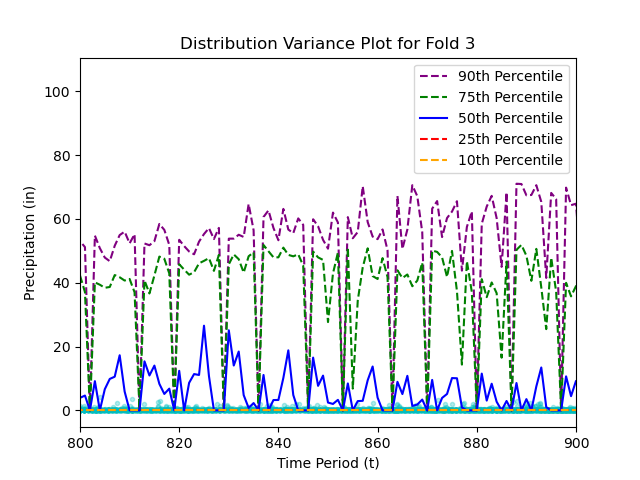 Distribution Variance Plot for Fold 3
90th Percentile
75th Percentile
50th Percentile
25th Percentile
10th Percentile
Precipitation (in)
100
80
60
40
20
0
800 820 840 860 880 900
Time Period (t)